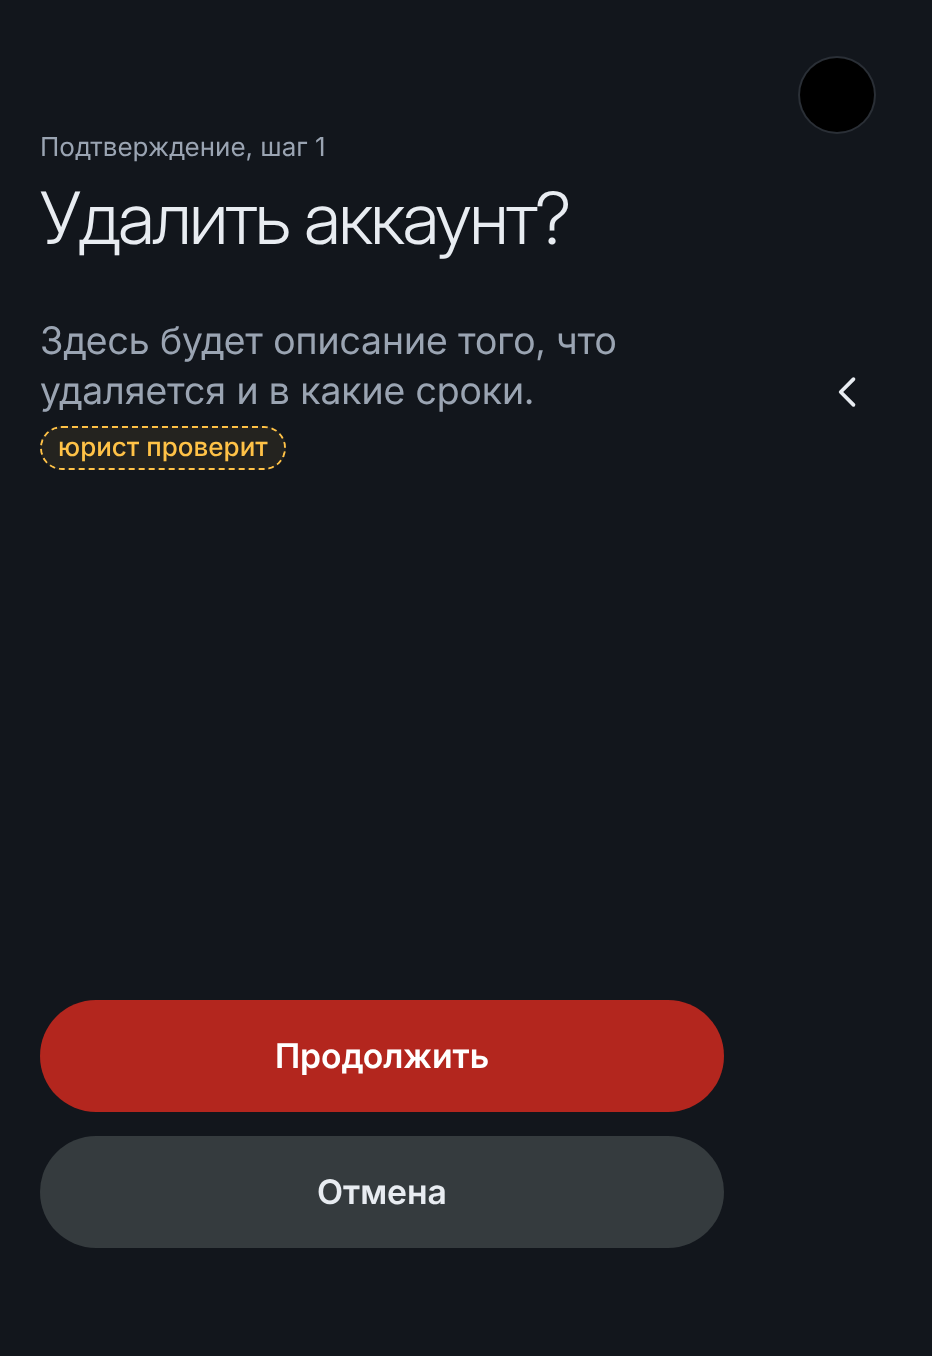 Подтверждение, шаг 1
Удалить аккаунт?
Здесь будет описание того, что
удаляется и в какие сроки.
юрист проверит
Продолжить
Отмена